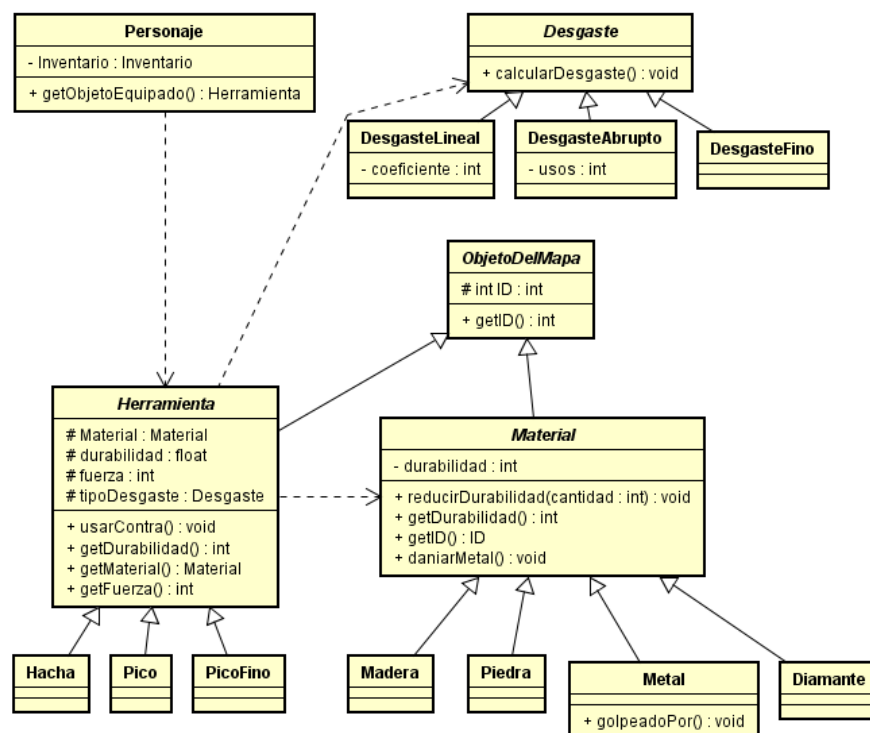 Personaje
- Inventario : Inventario
+ getObjetoEquipado() : Herramienta
Desgaste
+ calcularDesgaste() : void
DesgasteLineal
- coeficiente : int
DesgasteAbrupto
- usos : int
DesgasteFino
ObjetoDelMapa
# int ID : int
+ getID() : int
Herramienta
# Material : Material
# durabilidad : float
# fuerza : int
# tipoDesgaste : Desgaste
+ usarContra() : void
+ getDurabilidad() : int
+ getMaterial() : Material
+ getFuerza() : int
Material
- durabilidad : int
+ reducirDurabilidad(cantidad : int) : void
+ getDurabilidad() : int
+ getID() : ID
+ daniarMetal() : void
Hacha
Pico
PicoFino
Madera
Piedra
Metal
+ golpeadoPor() : void
Diamante